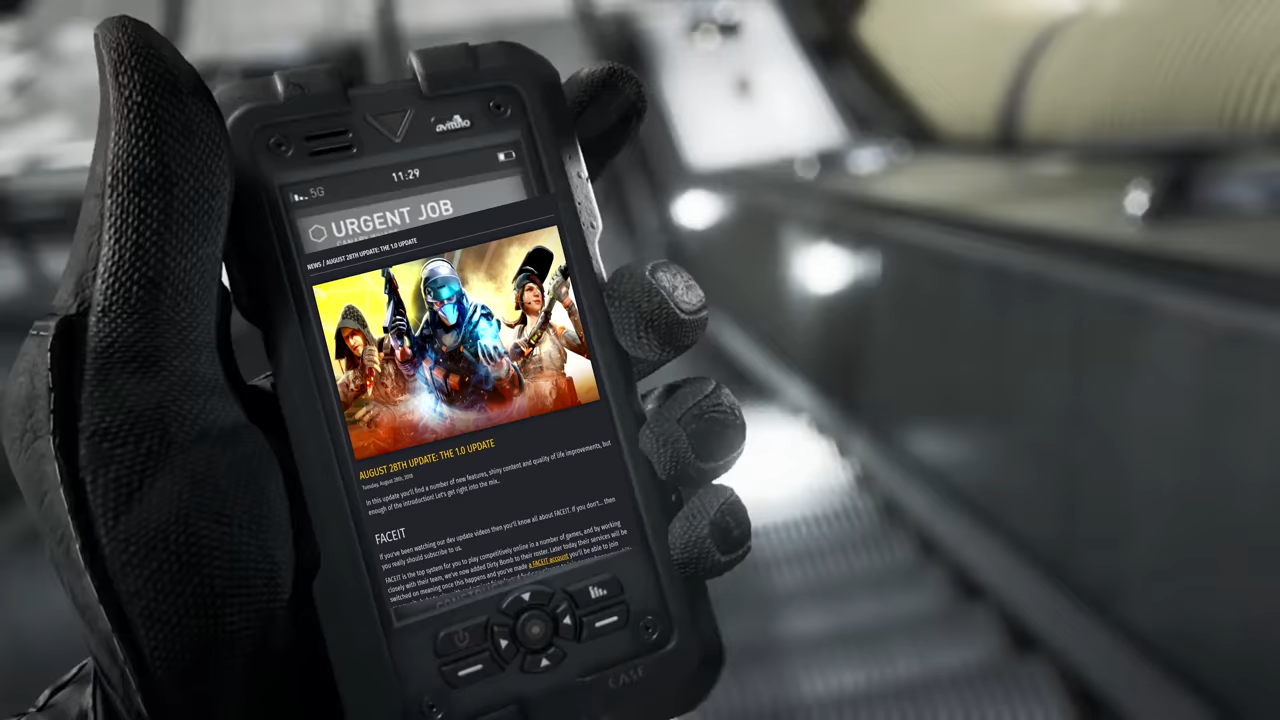 avituio
11:29
5G
URGENT JOB
NEWS / AUGUST 28TH UPDATE: THE 1.0 UPDATE
AUGUST 28TH UPDATE: THE 1.0 UPDATE
Tuesday, August 28th, 2018
In this update you'll find a number of new features, shiny content and quality of life improvements, but
enough of the introduction! Let's get right into the mix..
FACEIT
If you've been watching our dev update videos then you'll know all about FACEIT, if you don't... then
you really should subscribe to us.
FACEIT is the top system for you to play competitively online in a number of games, and by working
closely with their team, we've now added Dirty Bomb to their roster. Later today their services will be
switched on meaning once this happens and you've made a FACEIT account you'll be able to join
CASE